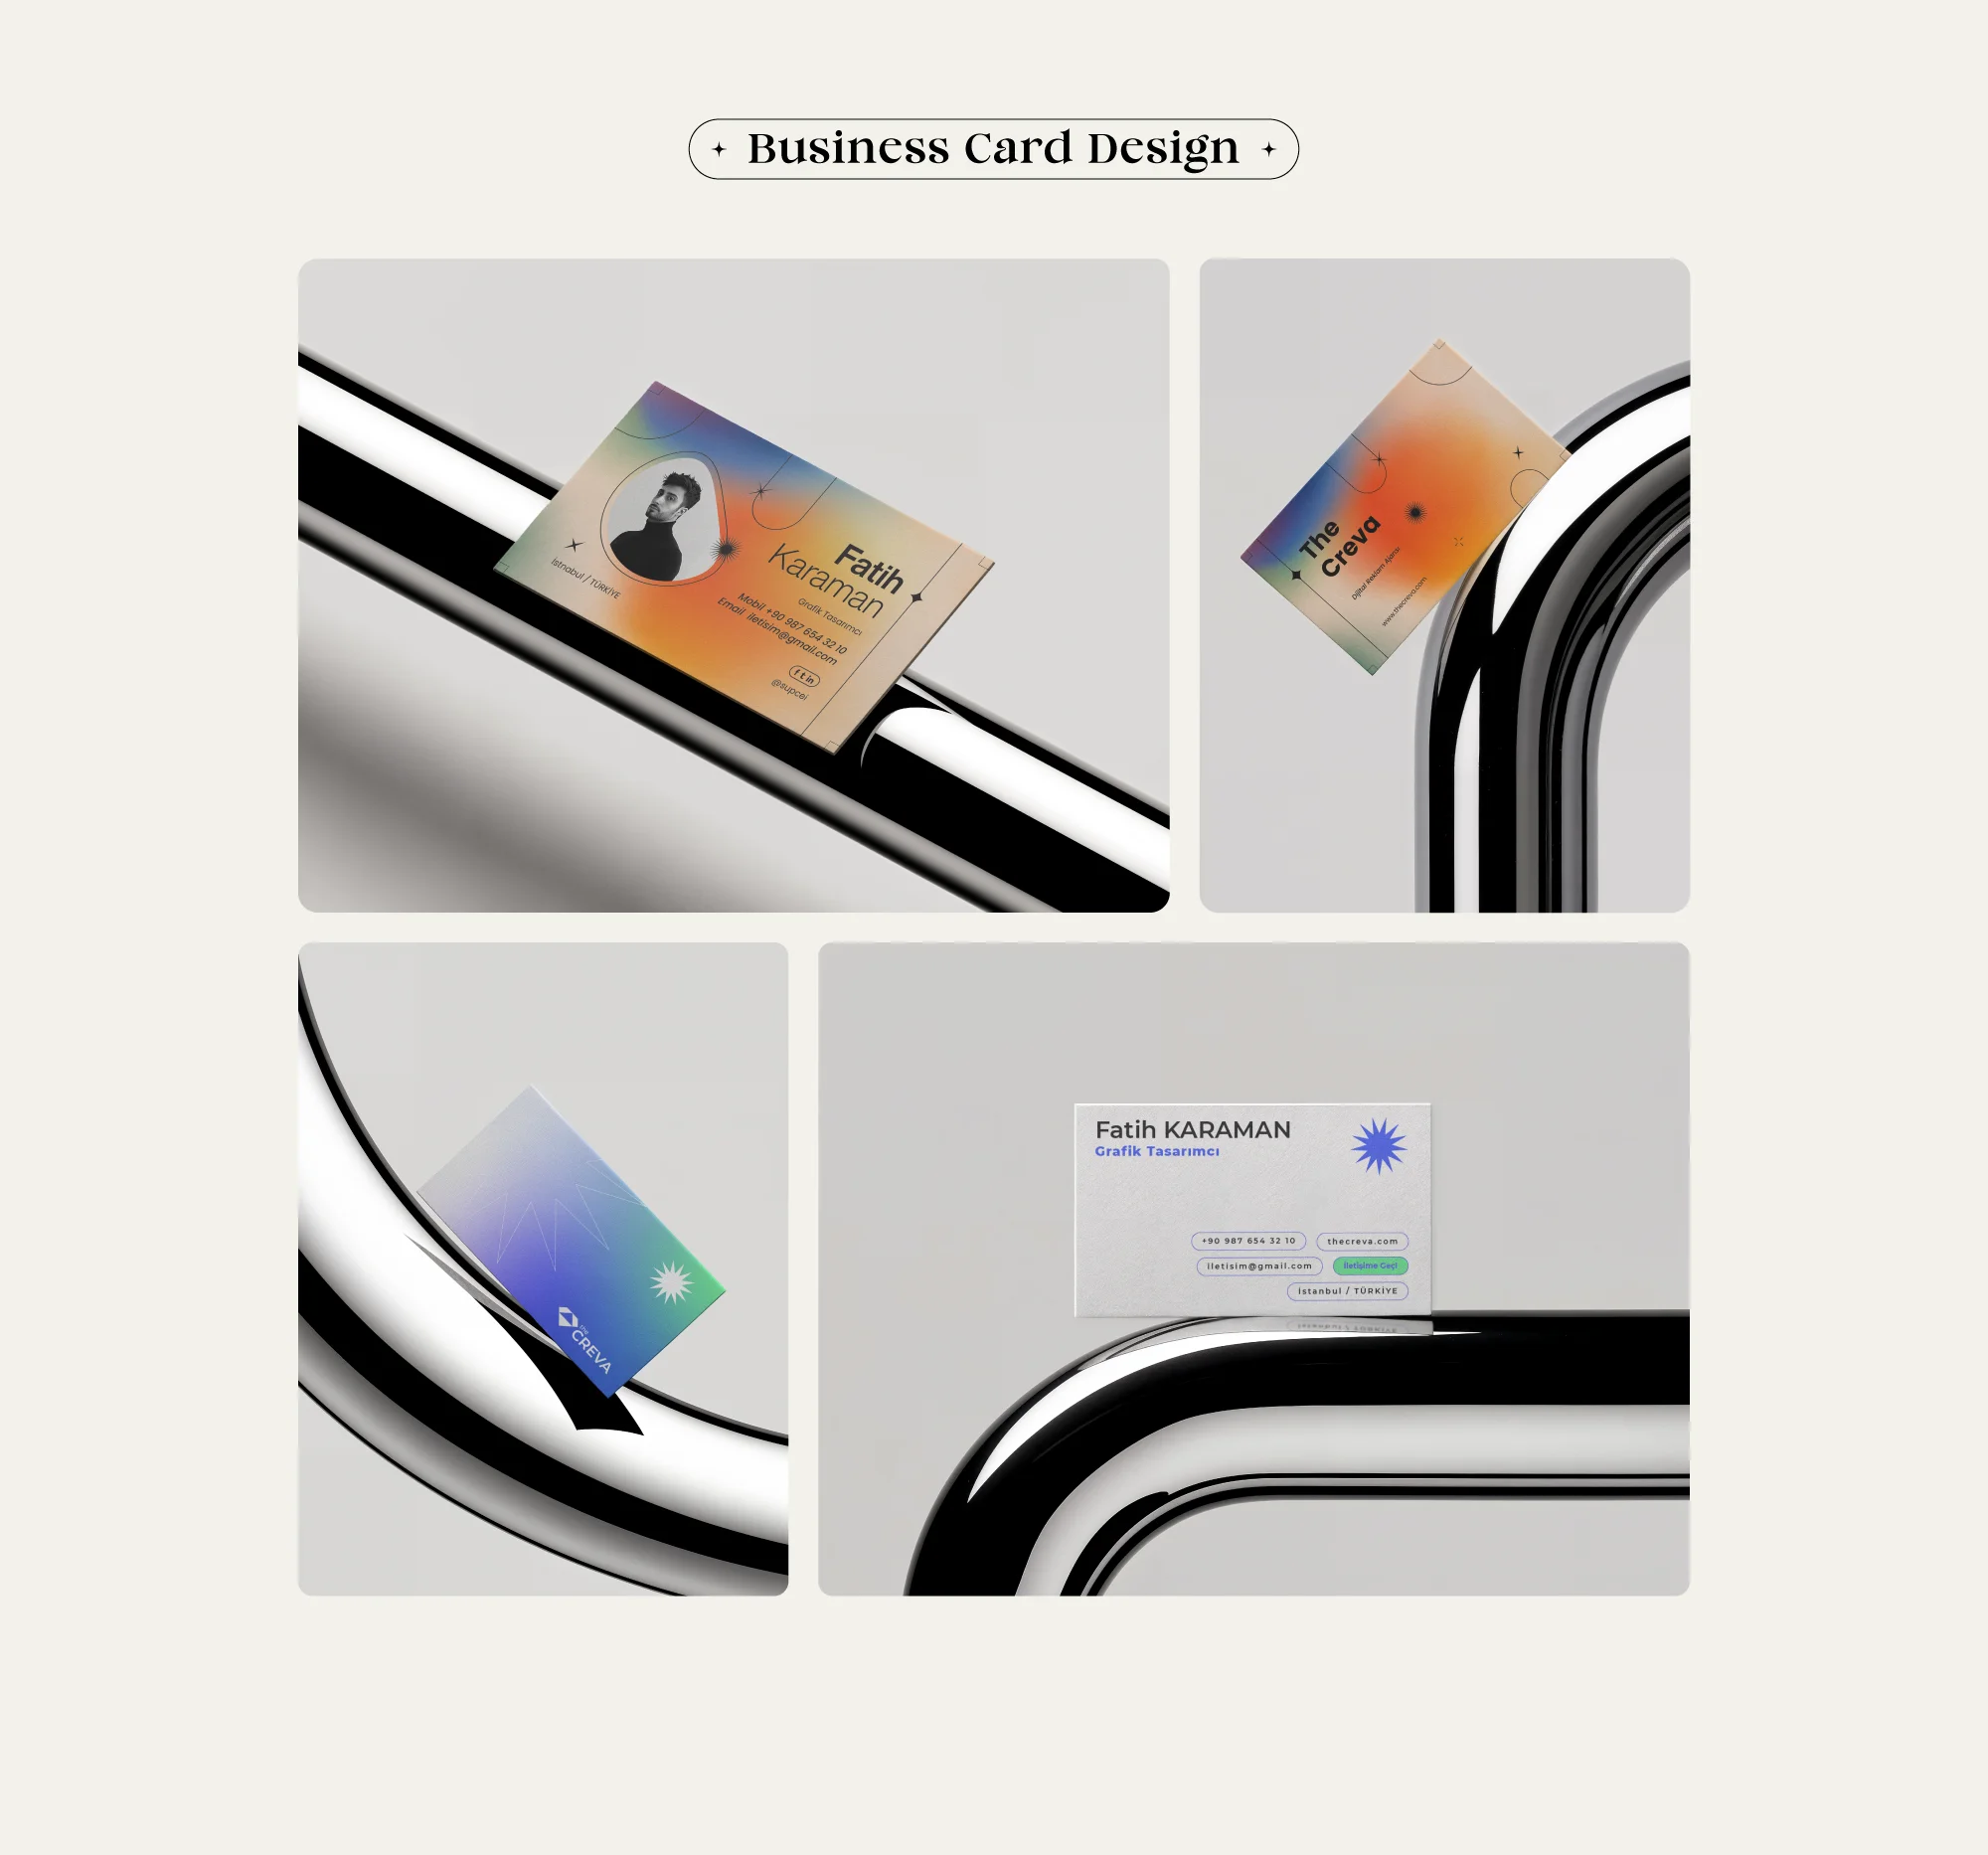 Business Card Design
Fatih
Karaman
Grafik Tasarımcı
Mobil +90 987 654 32 10
Email iletisim@gmail.com
f t in
@supcei
İstnabul / TÜRKİYE
The
Creva
Dijital Reklam Ajansı
www.thecreva.com
the
CREVA
Fatih KARAMAN
Grafik Tasarımcı
+90 987 654 32 10
thecreva.com
iletisim@gmail.com
İletişime Geç!
İstanbul / TÜRKİYE